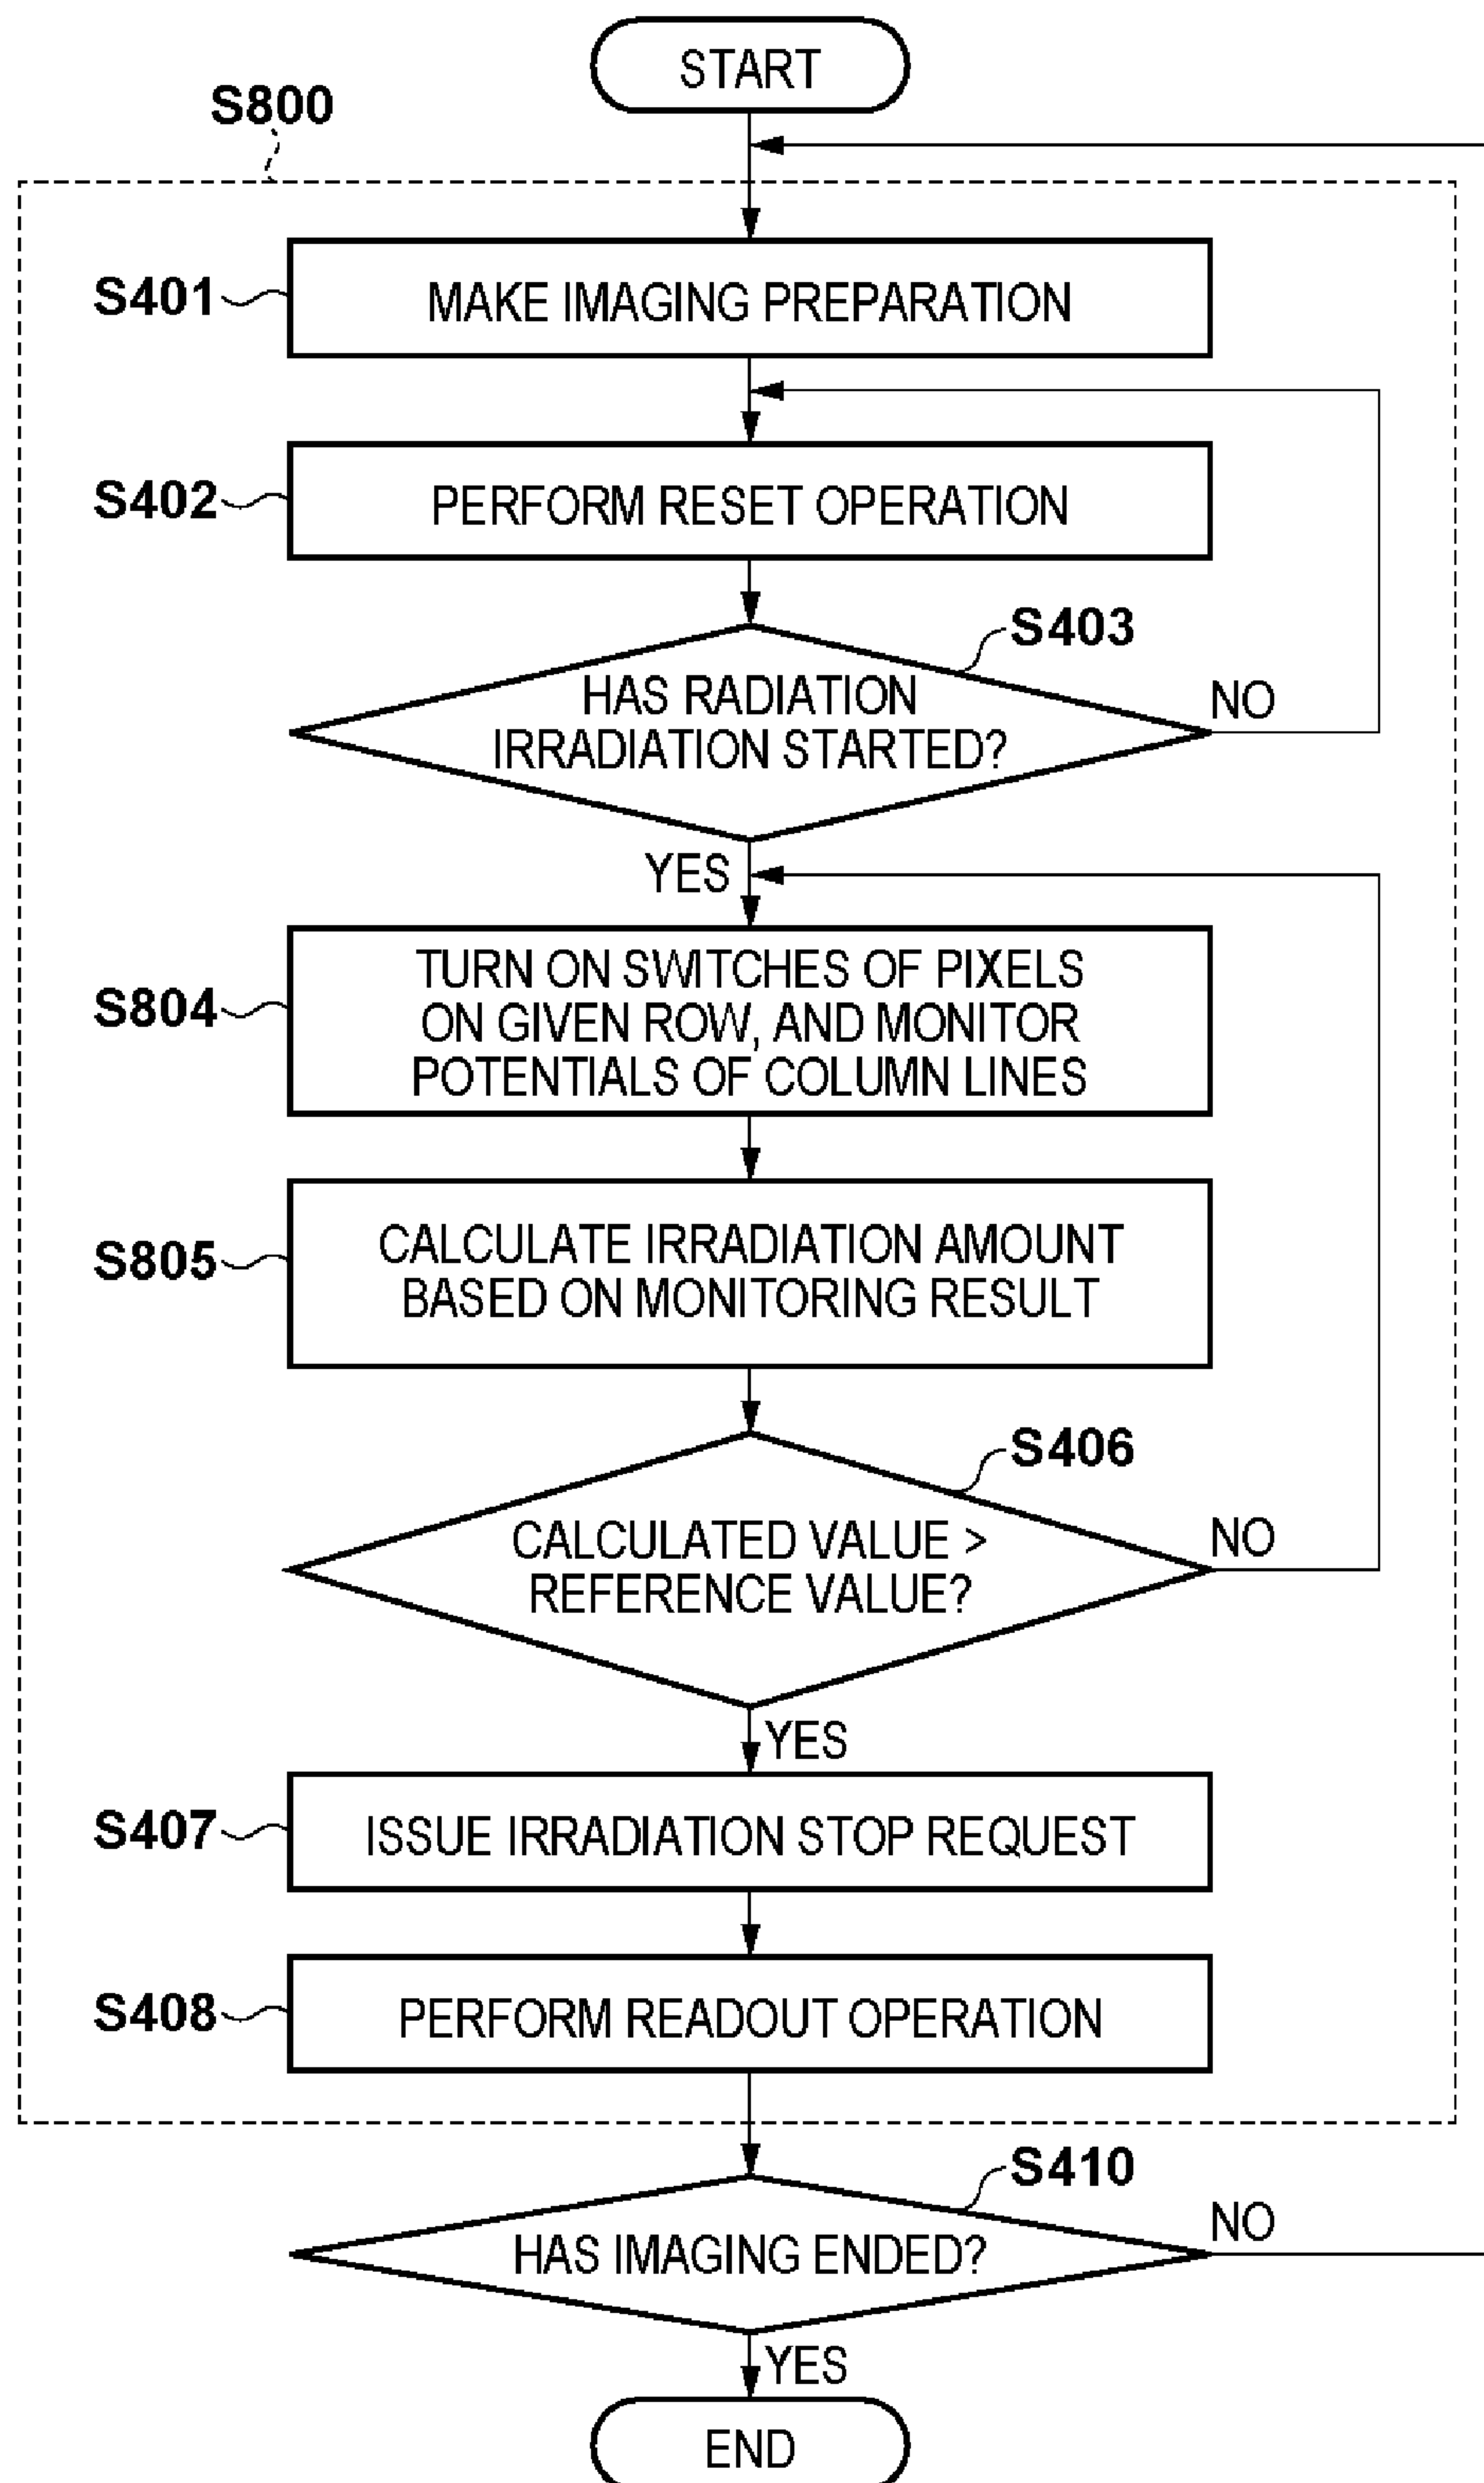 START
S800
S401
MAKE IMAGING PREPARATION
S402
PERFORM RESET OPERATION
S403
HAS RADIATION
IRRADIATION STARTED?
NO
YES
S804
TURN ON SWITCHES OF PIXELS
ON GIVEN ROW, AND MONITOR
POTENTIALS OF COLUMN LINES
S805
CALCULATE IRRADIATION AMOUNT
BASED ON MONITORING RESULT
S406
CALCULATED VALUE >
REFERENCE VALUE?
NO
YES
S407
ISSUE IRRADIATION STOP REQUEST
S408
PERFORM READOUT OPERATION
S410
HAS IMAGING ENDED?
NO
YES
END